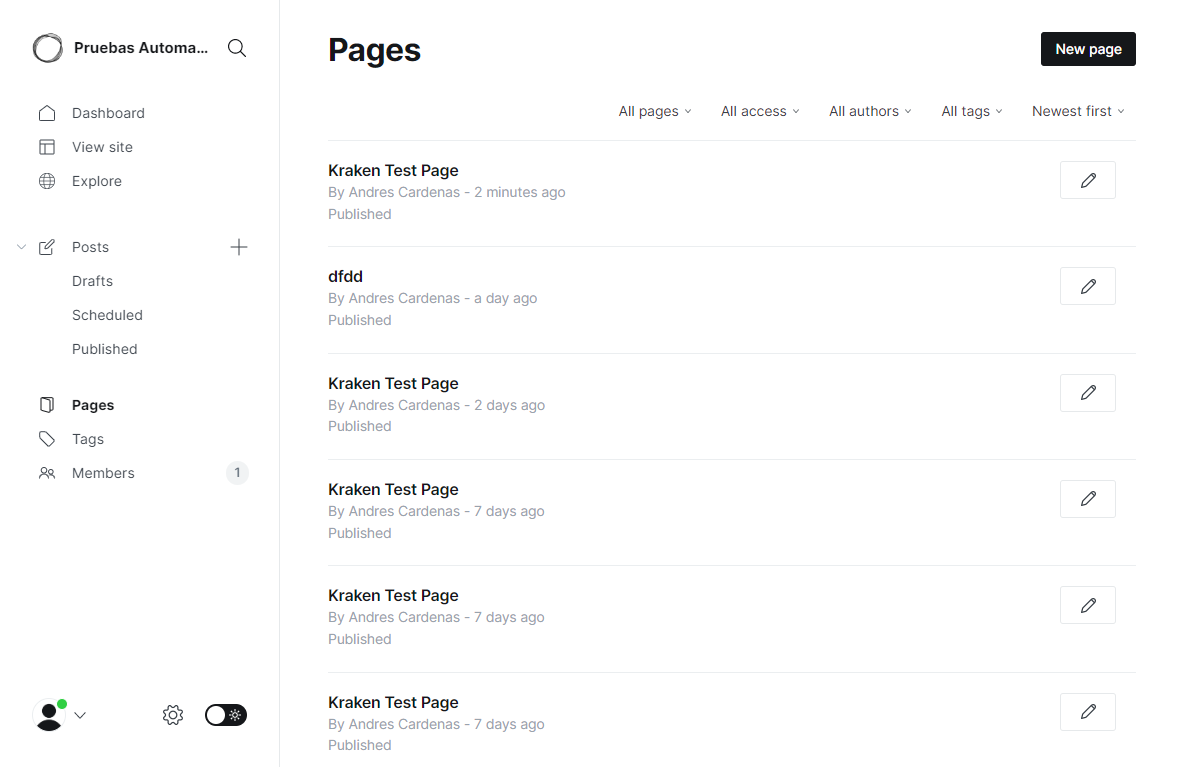 Pruebas Automa...
Dashboard
View site
Explore
Posts
Drafts
Scheduled
Published
Pages
Tags
Members 1
Pages
New page
All pages All access All authors All tags Newest first
Kraken Test Page
By Andres Cardenas - 2 minutes ago
Published
dfdd
By Andres Cardenas - a day ago
Published
Kraken Test Page
By Andres Cardenas - 2 days ago
Published
Kraken Test Page
By Andres Cardenas - 7 days ago
Published
Kraken Test Page
By Andres Cardenas - 7 days ago
Published
Kraken Test Page
By Andres Cardenas - 7 days ago
Published